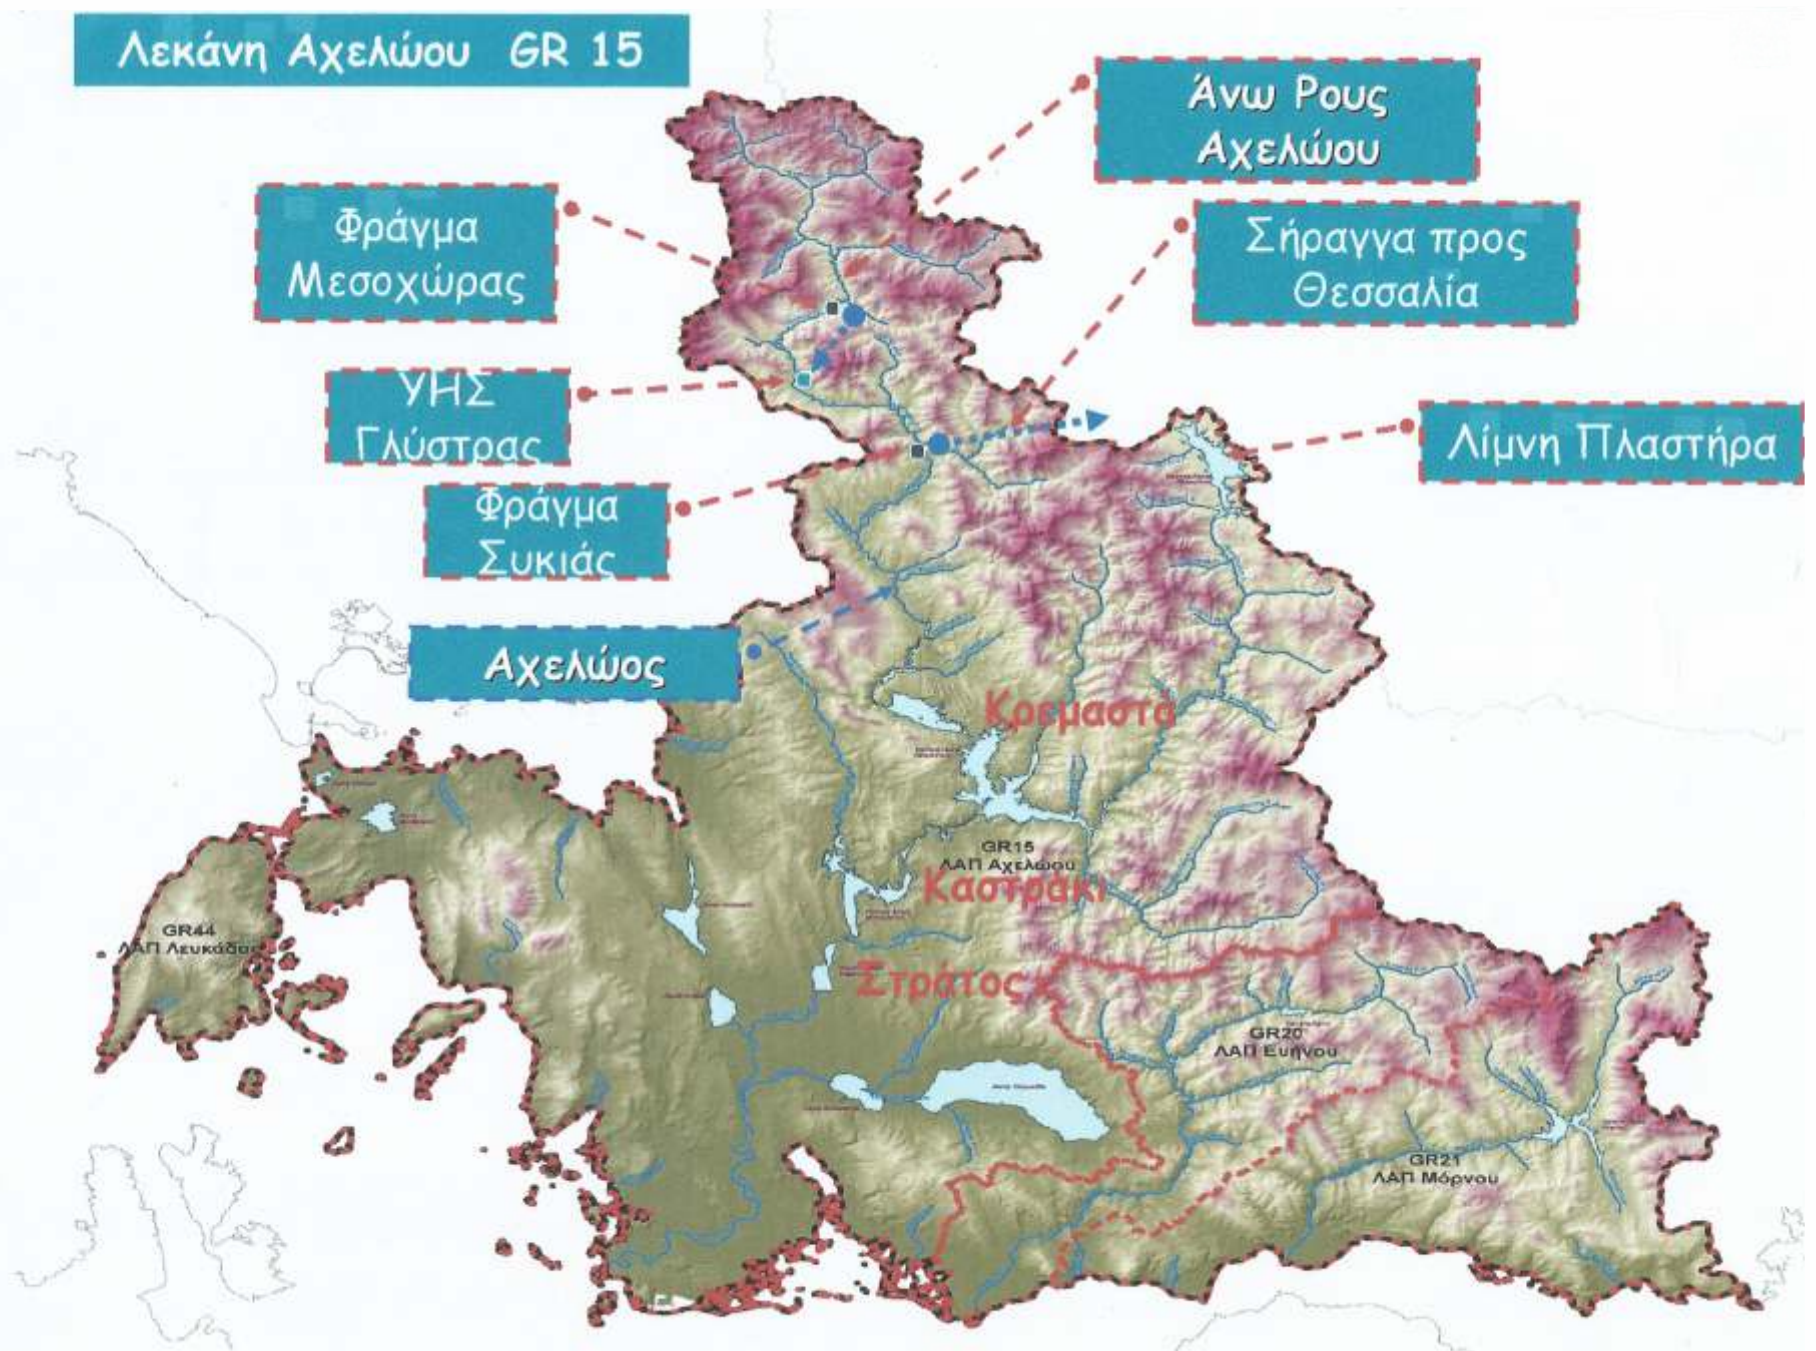 Λεκάνη Αχελώου GR 15
Άνω Ρους
Αχελώου
Φράγμα
Μεσοχώρας
Σήραγγα προς
Θεσσαλία
ΥΗΣ
Γλύστρας
Λίμνη Πλαστήρα
Φράγμα
Συκιάς
Αχελώος
Κρεμαστά
GR15
ΛΑΠ Αχελώου
Καστράκι
GR44
ΛΑΠ Λευκάδος
Στράτος
GR20
ΛΑΠ Ευήνου
GR21
ΛΑΠ Μόρνου